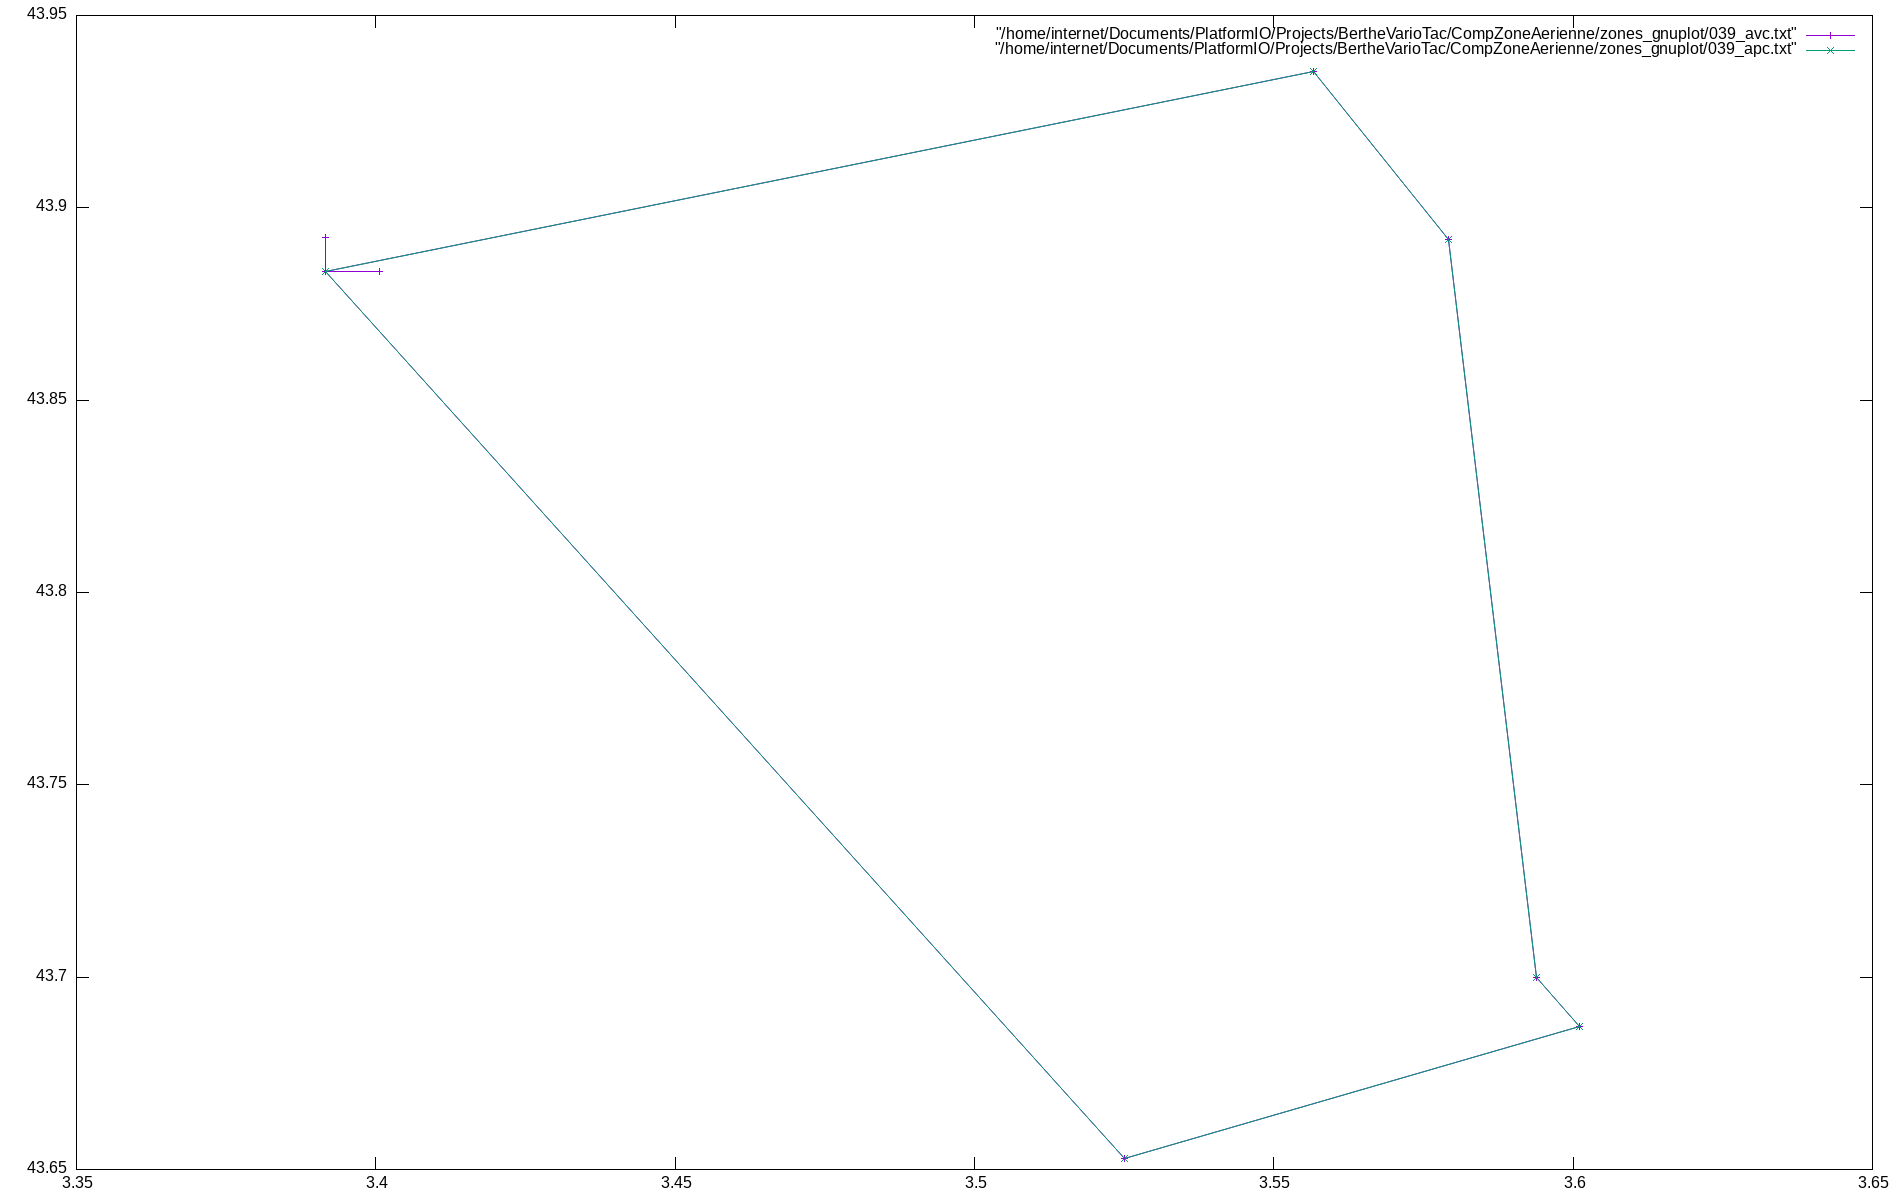 43.95
"/home/internet/Documents/PlatformIO/Projects/BertheVarioTac/CompZoneAerienne/zones_gnuplot/039_avc.txt"
"/home/internet/Documents/PlatformIO/Projects/BertheVarioTac/CompZoneAerienne/zones_gnuplot/039_apc.txt"
43.9
43.85
43.8
43.75
43.7
43.65
3.35 3.4 3.45 3.5 3.55 3.6 3.65